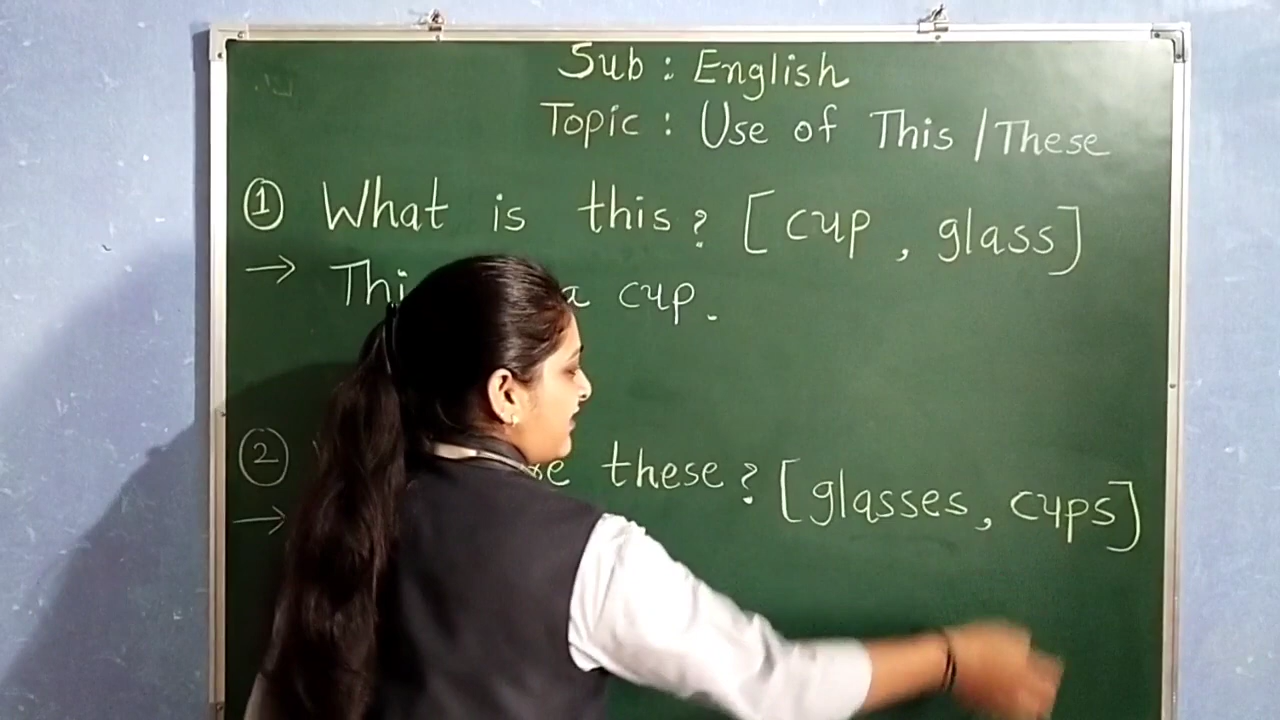 Sub : English
Topic : Use of This / These
① What is this ? [ cup , glass ]
→ a cup .
② these ? [ glasses , cups ]
→